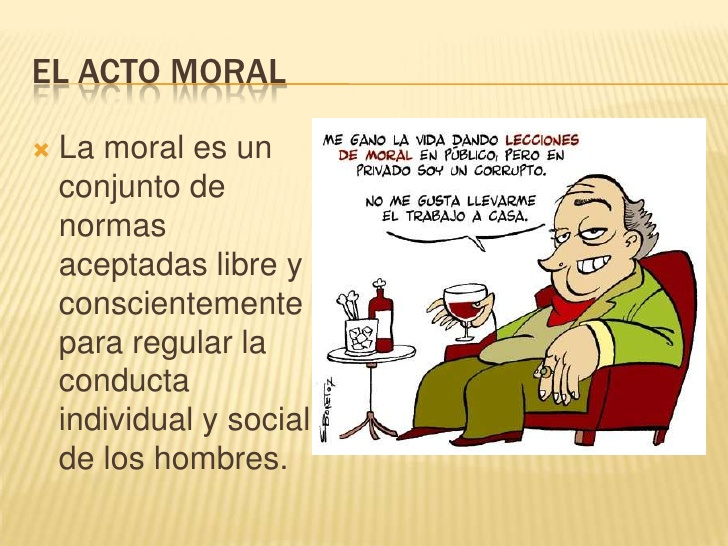 EL ACTO MORAL
La moral es un
conjunto de
normas
aceptadas libre y
conscientemente
para regular la
conducta
individual y social
de los hombres.
ME GANO LA VIDA DANDO LECCIONES
DE MORAL EN PÚBLICO; PERO EN
PRIVADO SOY UN CORRUPTO.
NO ME GUSTA LLEVARME
EL TRABAJO A CASA.